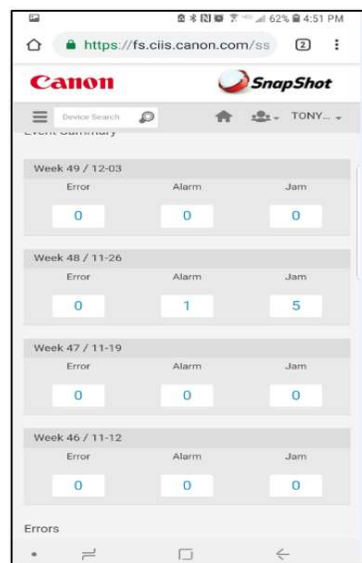 62% 4:51 PM
https://fs.ciis.canon.com/ss 2
Canon SnapShot
Device Search TONY...
Event Summary
Week 49 / 12-03
Error Alarm Jam
0 0 0
Week 48 / 11-26
Error Alarm Jam
0 1 5
Week 47 / 11-19
Error Alarm Jam
0 0 0
Week 46 / 11-12
Error Alarm Jam
0 0 0
Errors